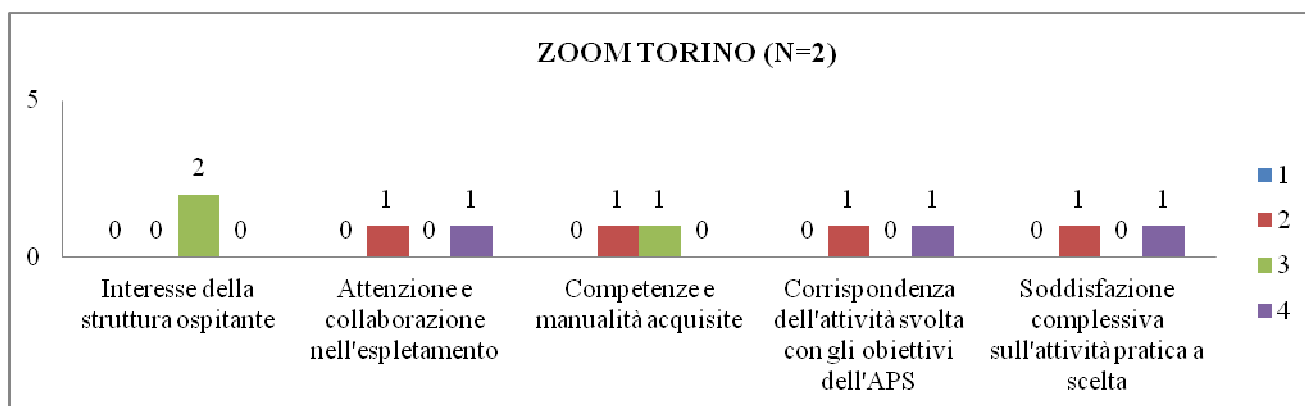 ZOOM TORINO (N=2)
5
0
0 0 2 0
0 1 0 1
0 1 1 0
0 1 0 1
0 1 0 1
Interesse della
struttura ospitante
Attenzione e
collaborazione
nell'espletamento
Competenze e
manualità acquisite
Corrispondenza
dell'attività svolta
con gli obiettivi
dell'APS
Soddisfazione
complessiva
sull'attività pratica a
scelta
1
2
3
4